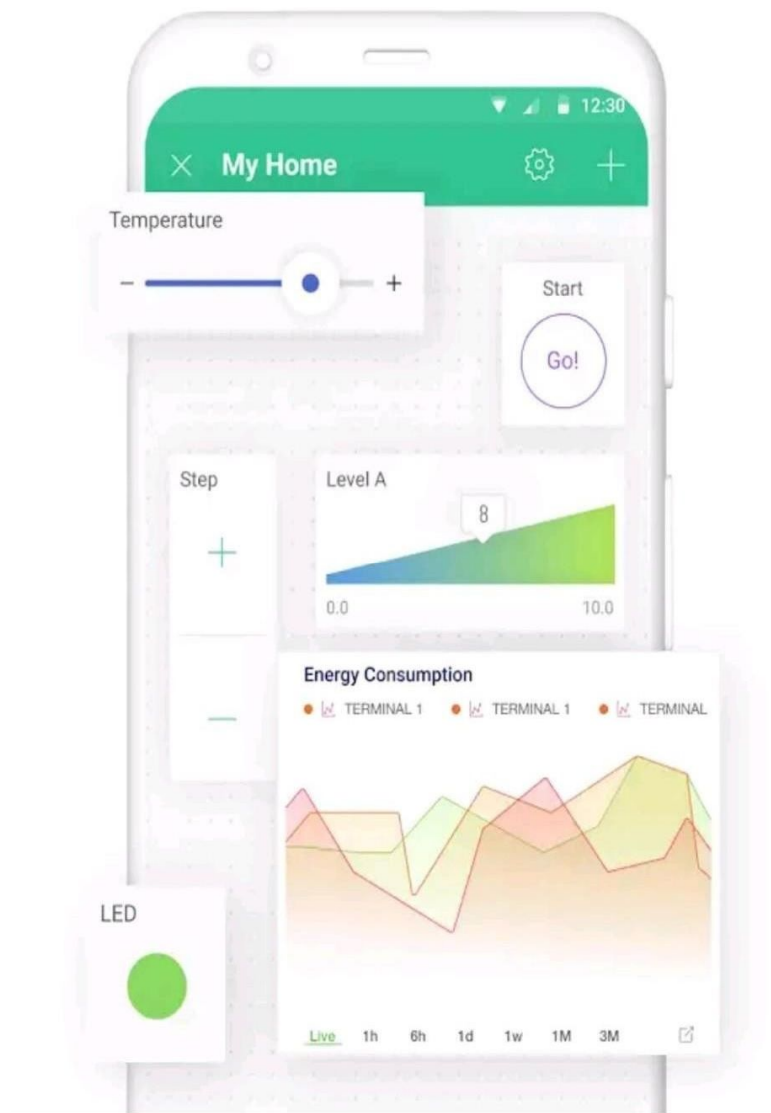 12:30
My Home
Temperature
− +
Start
Go!
Step
+
−
Level A
8
0.0 10.0
Energy Consumption
TERMINAL 1 TERMINAL 1 TERMINAL
LED
Live 1h 6h 1d 1w 1M 3M